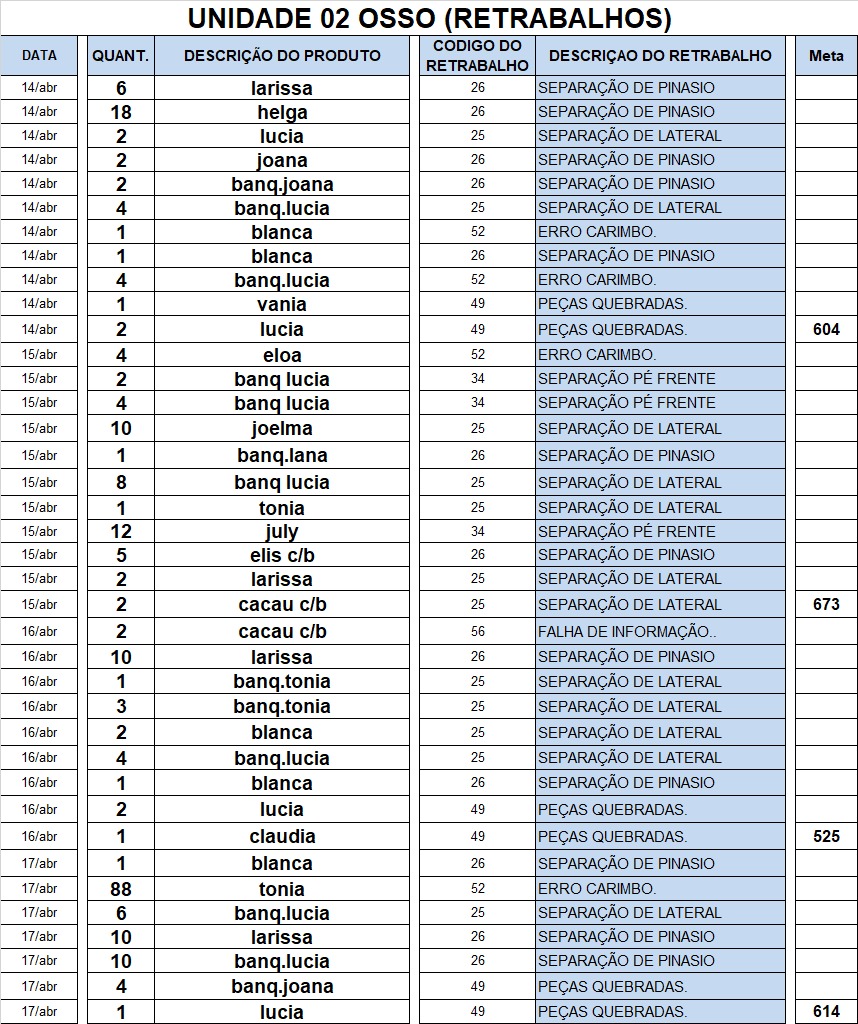 UNIDADE 02 OSSO (RETRABALHOS)
DATA QUANT. DESCRIÇÃO DO PRODUTO CODIGO DO RETRABALHO DESCRIÇAO DO RETRABALHO Meta
14/abr 6 larissa 26 SEPARAÇÃO DE PINASIO
14/abr 18 helga 26 SEPARAÇÃO DE PINASIO
14/abr 2 lucia 25 SEPARAÇÃO DE LATERAL
14/abr 2 joana 26 SEPARAÇÃO DE PINASIO
14/abr 2 banq.joana 26 SEPARAÇÃO DE PINASIO
14/abr 4 banq.lucia 25 SEPARAÇÃO DE LATERAL
14/abr 1 blanca 52 ERRO CARIMBO.
14/abr 1 blanca 26 SEPARAÇÃO DE PINASIO
14/abr 4 banq.lucia 52 ERRO CARIMBO.
14/abr 1 vania 49 PEÇAS QUEBRADAS.
14/abr 2 lucia 49 PEÇAS QUEBRADAS. 604
15/abr 4 eloa 52 ERRO CARIMBO.
15/abr 2 banq lucia 34 SEPARAÇÃO PÉ FRENTE
15/abr 4 banq lucia 34 SEPARAÇÃO PÉ FRENTE
15/abr 10 joelma 25 SEPARAÇÃO DE LATERAL
15/abr 1 banq.lana 26 SEPARAÇÃO DE PINASIO
15/abr 8 banq lucia 25 SEPARAÇÃO DE LATERAL
15/abr 1 tonia 25 SEPARAÇÃO DE LATERAL
15/abr 12 july 34 SEPARAÇÃO PÉ FRENTE
15/abr 5 elis c/b 26 SEPARAÇÃO DE PINASIO
15/abr 2 larissa 25 SEPARAÇÃO DE LATERAL
15/abr 2 cacau c/b 25 SEPARAÇÃO DE LATERAL 673
16/abr 2 cacau c/b 56 FALHA DE INFORMAÇÃO..
16/abr 10 larissa 26 SEPARAÇÃO DE PINASIO
16/abr 1 banq.tonia 25 SEPARAÇÃO DE LATERAL
16/abr 3 banq.tonia 25 SEPARAÇÃO DE LATERAL
16/abr 2 blanca 25 SEPARAÇÃO DE LATERAL
16/abr 4 banq.lucia 25 SEPARAÇÃO DE LATERAL
16/abr 1 blanca 26 SEPARAÇÃO DE PINASIO
16/abr 2 lucia 49 PEÇAS QUEBRADAS.
16/abr 1 claudia 49 PEÇAS QUEBRADAS. 525
17/abr 1 blanca 26 SEPARAÇÃO DE PINASIO
17/abr 88 tonia 52 ERRO CARIMBO.
17/abr 6 banq.lucia 25 SEPARAÇÃO DE LATERAL
17/abr 10 larissa 26 SEPARAÇÃO DE PINASIO
17/abr 10 banq.lucia 26 SEPARAÇÃO DE PINASIO
17/abr 4 banq.joana 49 PEÇAS QUEBRADAS.
17/abr 1 lucia 49 PEÇAS QUEBRADAS. 614